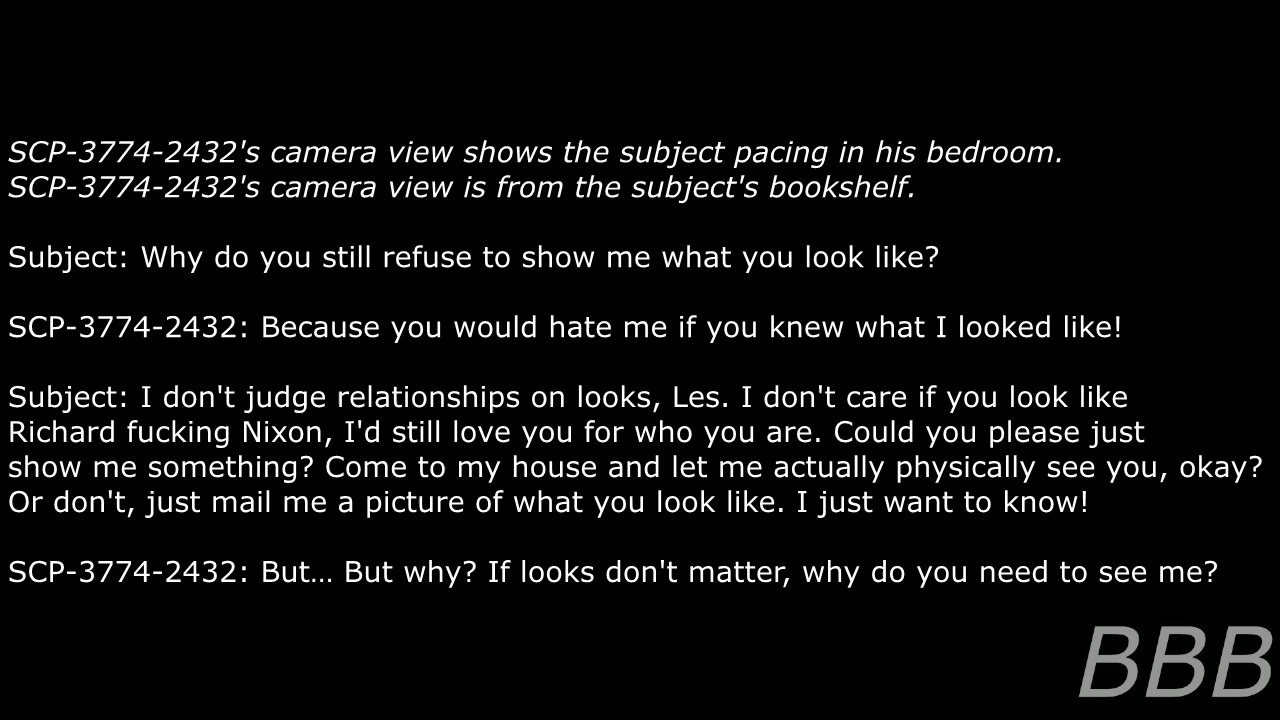 SCP-3774-2432's camera view shows the subject pacing in his bedroom.
SCP-3774-2432's camera view is from the subject's bookshelf.
Subject: Why do you still refuse to show me what you look like?
SCP-3774-2432: Because you would hate me if you knew what I looked like!
Subject: I don't judge relationships on looks, Les. I don't care if you look like
Richard fucking Nixon, I'd still love you for who you are. Could you please just
show me something? Come to my house and let me actually physically see you, okay?
Or don't, just mail me a picture of what you look like. I just want to know!
SCP-3774-2432: But... But why? If looks don't matter, why do you need to see me?
BBB